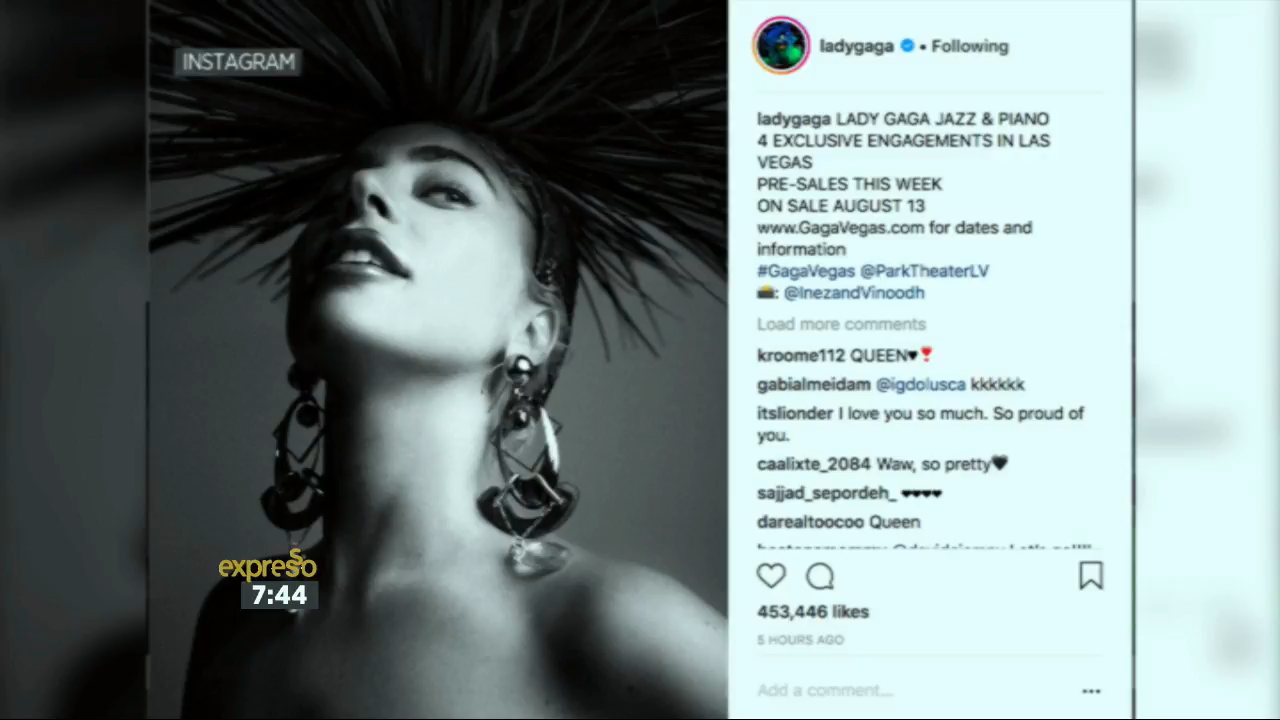 INSTAGRAM
ladygaga • Following
ladygaga LADY GAGA JAZZ & PIANO
4 EXCLUSIVE ENGAGEMENTS IN LAS
VEGAS
PRE-SALES THIS WEEK
ON SALE AUGUST 13
www.GagaVegas.com for dates and
information
#GagaVegas @ParkTheaterLV
📸: @InezandVinoodh
Load more comments
kroome112 QUEEN♥❣️
gabialmeidam @igdolusca kkkkkk
itslionder I love you so much. So proud of
you.
caalixte_2084 Waw, so pretty🖤
sajjad_sepordeh_ ♥♥♥♥
darealtoocoo Queen
453,446 likes
5 HOURS AGO
Add a comment...
expresso
7:44